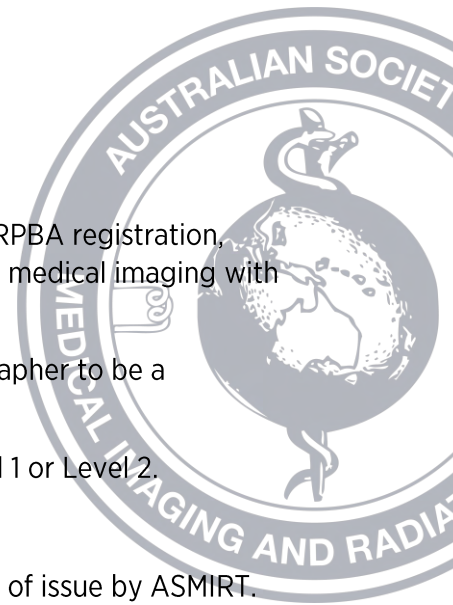 AUSTRALIAN SOCIET
RPBA registration,
medical imaging with
apher to be a
1 or Level 2.
of issue by ASMIRT.
MEDICAL IMAGING AND RADIAT